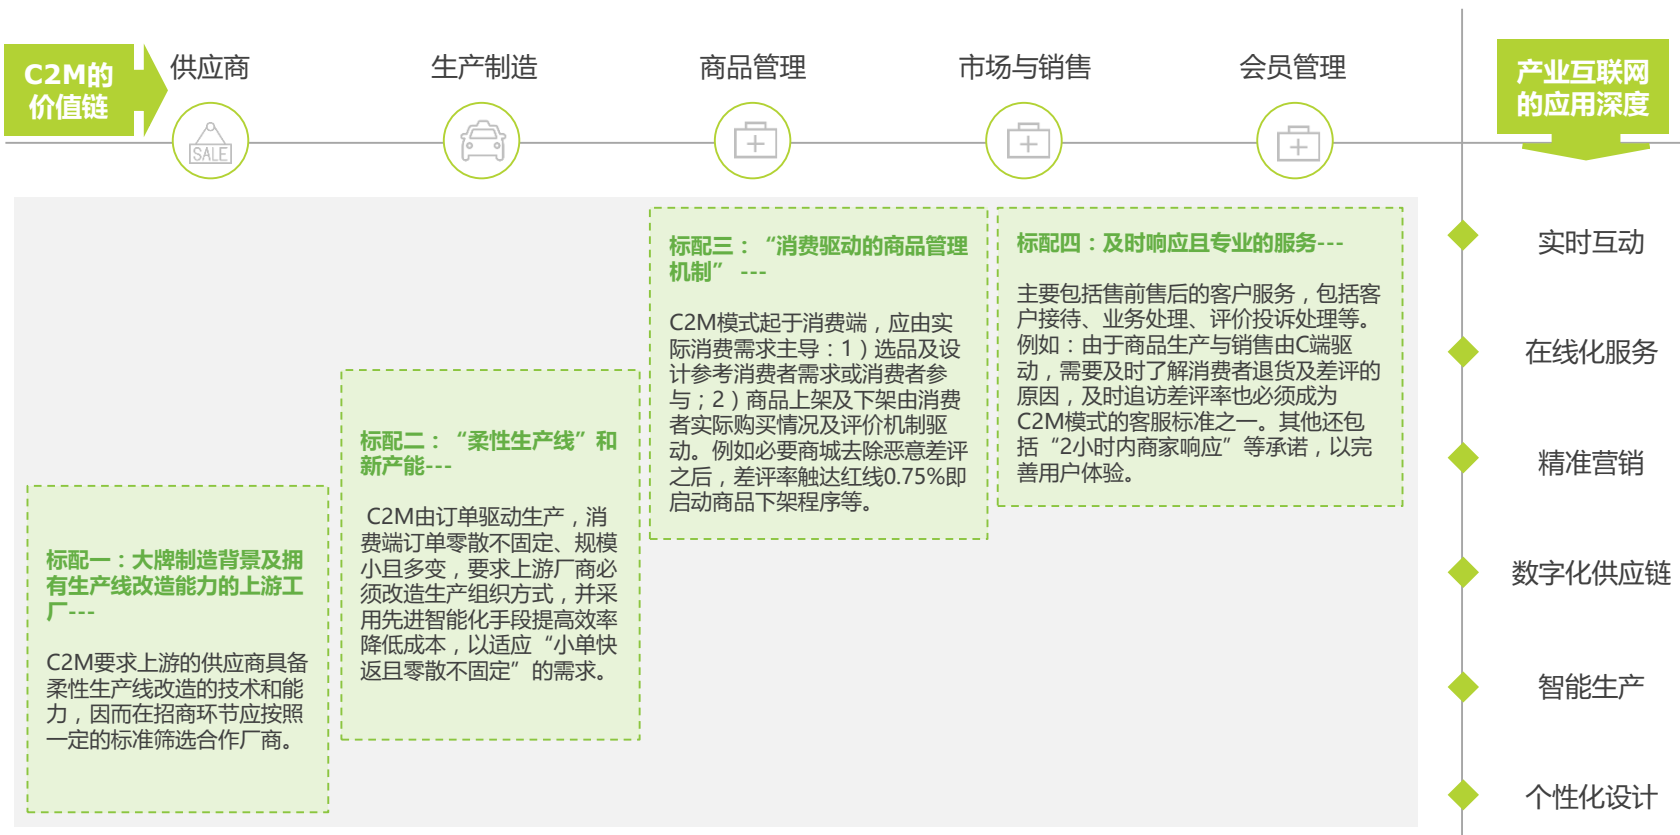 C2M的
价值链
供应商
生产制造
商品管理
市场与销售
会员管理
产业互联网
的应用深度
SALE
标配一：大牌制造背景及拥
有生产线改造能力的上游工
厂---
C2M要求上游的供应商具备
柔性生产线改造的技术和能
力，因而在招商环节应按照
一定的标准筛选合作厂商。
标配二：“柔性生产线”和
新产能---
C2M由订单驱动生产，消
费端订单零散不固定、规模
小且多变，要求上游厂商必
须改造生产组织方式，并采
用先进智能化手段提高效率
降低成本，以适应“小单快
返且零散不固定”的需求。
标配三：“消费驱动的商品管理
机制” ---
C2M模式起于消费端，应由实
际消费需求主导：1）选品及设
计参考消费者需求或消费者参
与；2）商品上架及下架由消费
者实际购买情况及评价机制驱
动。例如必要商城去除恶意差评
之后，差评率触达红线0.75%即
启动商品下架程序等。
标配四：及时响应且专业的服务---
主要包括售前售后的客户服务，包括客
户接待、业务处理、评价投诉处理等。
例如：由于商品生产与销售由C端驱
动，需要及时了解消费者退货及差评的
原因，及时追访差评率也必须成为
C2M模式的客服标准之一。其他还包
括“2小时内商家响应”等承诺，以完
善用户体验。
实时互动
在线化服务
精准营销
数字化供应链
智能生产
个性化设计